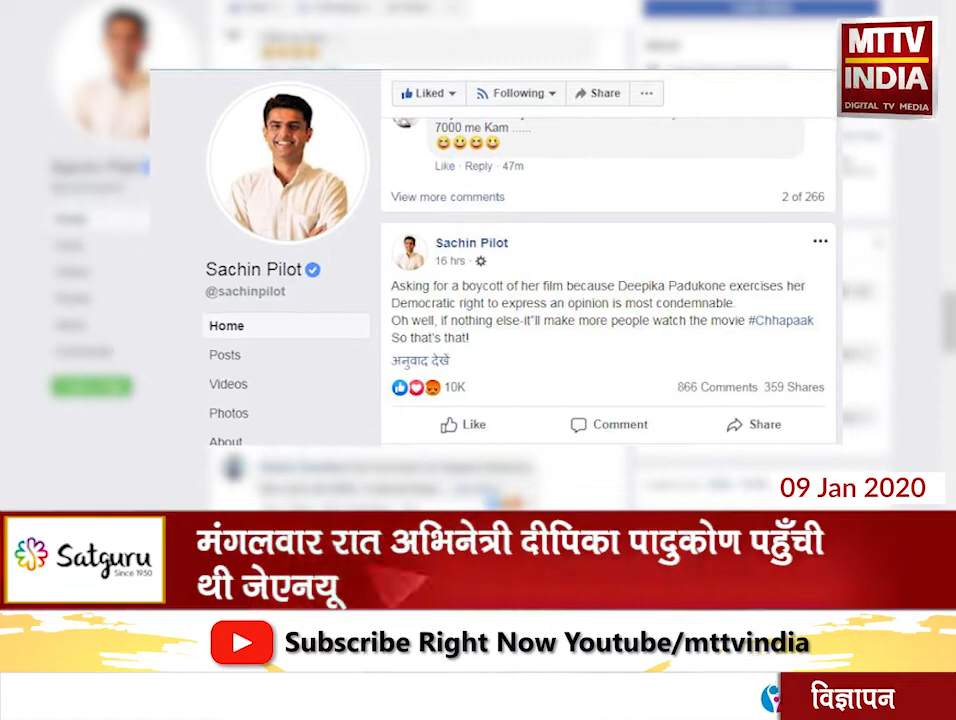 MTTV
INDIA
DIGITAL TV MEDIA
Liked
Following
Share
7000 me Kam ......
Like · Reply · 47m
View more comments
2 of 266
Sachin Pilot
@sachinpilot
Home
Posts
Videos
Photos
About
Sachin Pilot
16 hrs ·
Asking for a boycott of her film because Deepika Padukone exercises her
Democratic right to express an opinion is most condemnable.
Oh well, if nothing else-it"ll make more people watch the movie #Chhapaak
So that's that!
अनुवाद देखें
10K
866 Comments 359 Shares
Like
Comment
Share
09 Jan 2020
Satguru
Since 1950
मंगलवार रात अभिनेत्री दीपिका पादुकोण पहुँची
थी जेएनयू
Subscribe Right Now Youtube/mttvindia
विज्ञापन